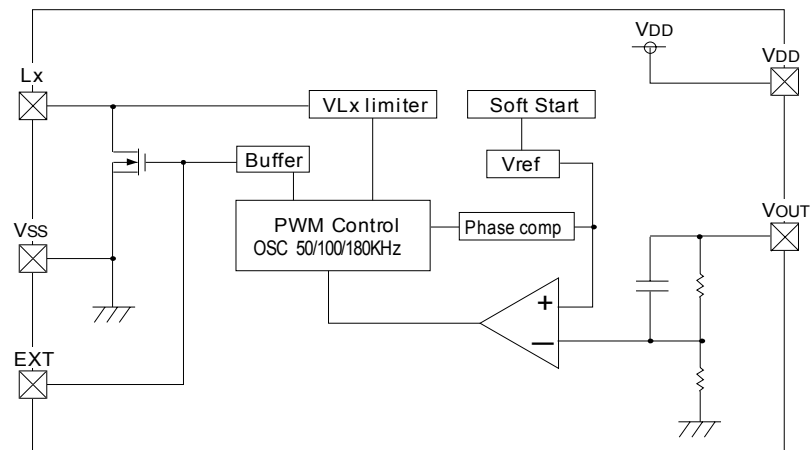 VDD
VDD
Lx
VLx limiter
Soft Start
Buffer
Vref
VSS
PWM Control
OSC 50/100/180KHz
Phase comp
VOUT
+
−
EXT